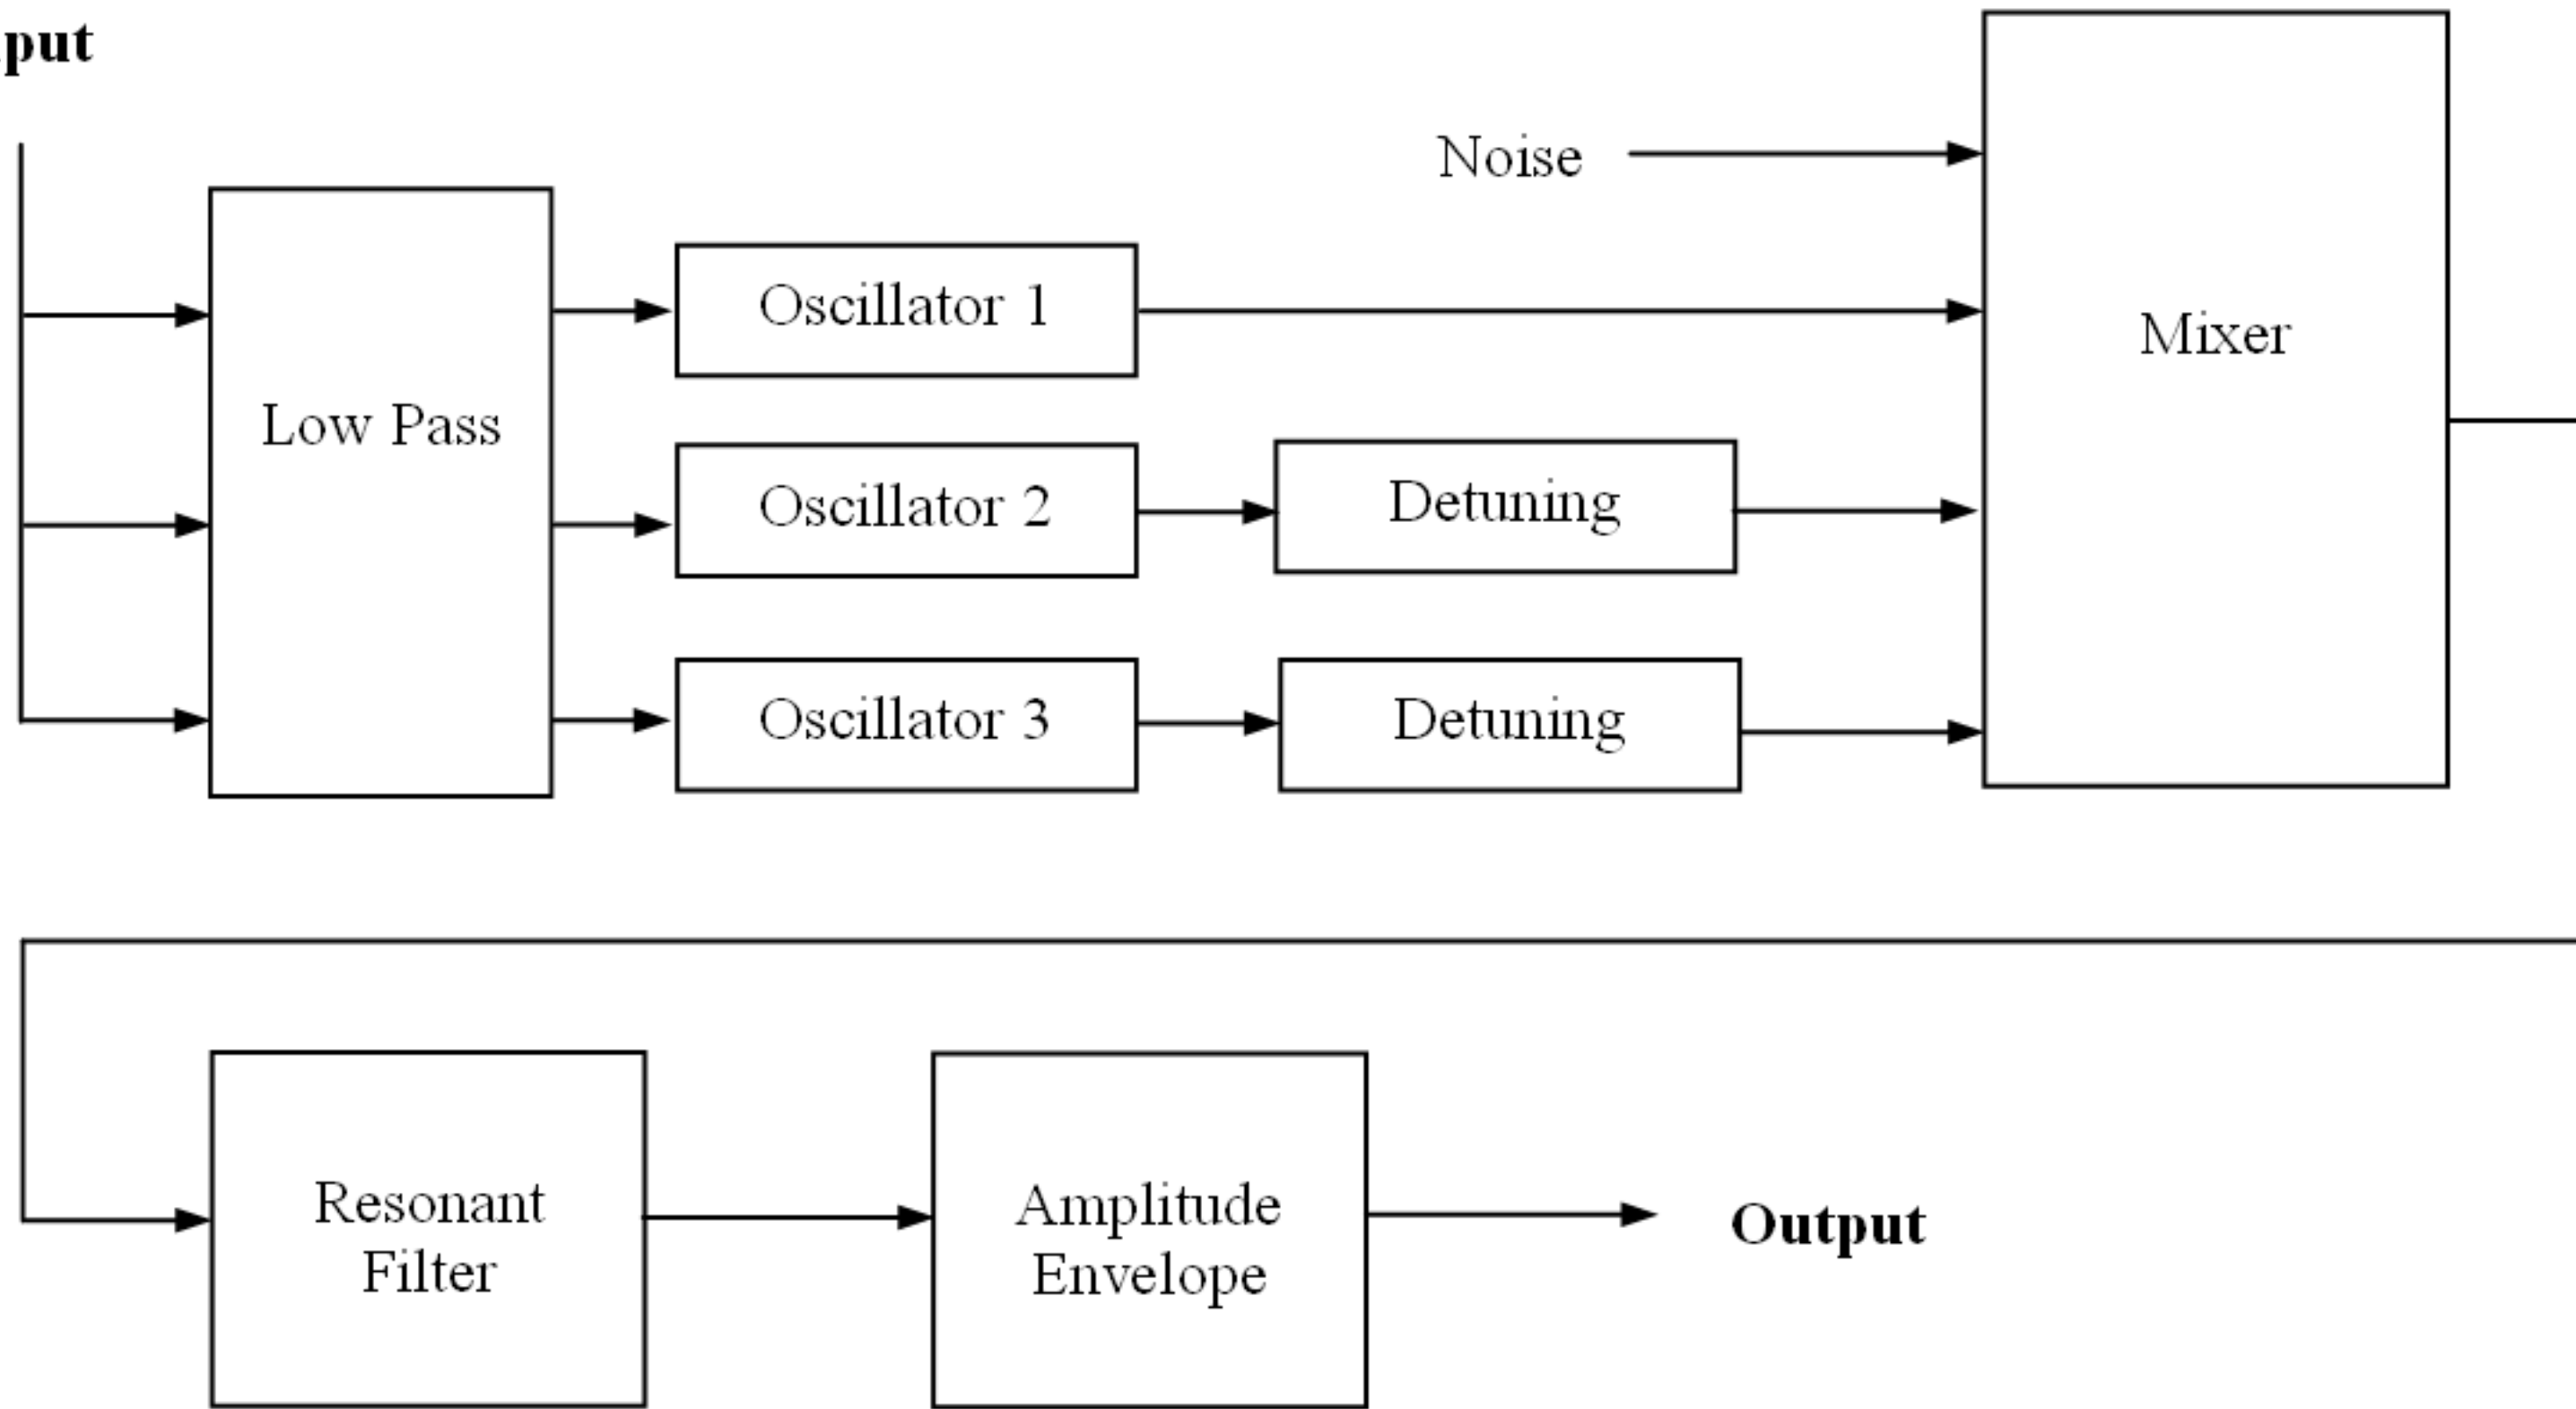 put
Noise
Oscillator 1
Mixer
Low Pass
Oscillator 2
Detuning
Oscillator 3
Detuning
Resonant
Filter
Amplitude
Envelope
Output